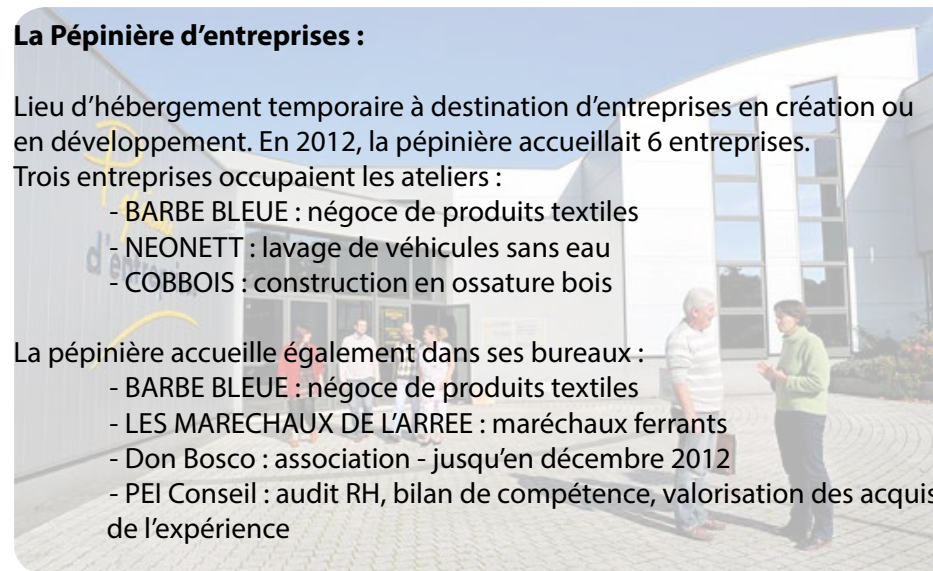 La Pépinière d'entreprises :
Lieu d'hébergement temporaire à destination d'entreprises en création ou
en développement. En 2012, la pépinière accueillait 6 entreprises.
Trois entreprises occupaient les ateliers :
- BARBE BLEUE : négoce de produits textiles
- NEONETT : lavage de véhicules sans eau
- COBBOIS : construction en ossature bois
La pépinière accueille également dans ses bureaux :
- BARBE BLEUE : négoce de produits textiles
- LES MARECHAUX DE L'ARREE : maréchaux ferrants
- Don Bosco : association - jusqu'en décembre 2012
- PEI Conseil : audit RH, bilan de compétence, valorisation des acquis
de l'expérience